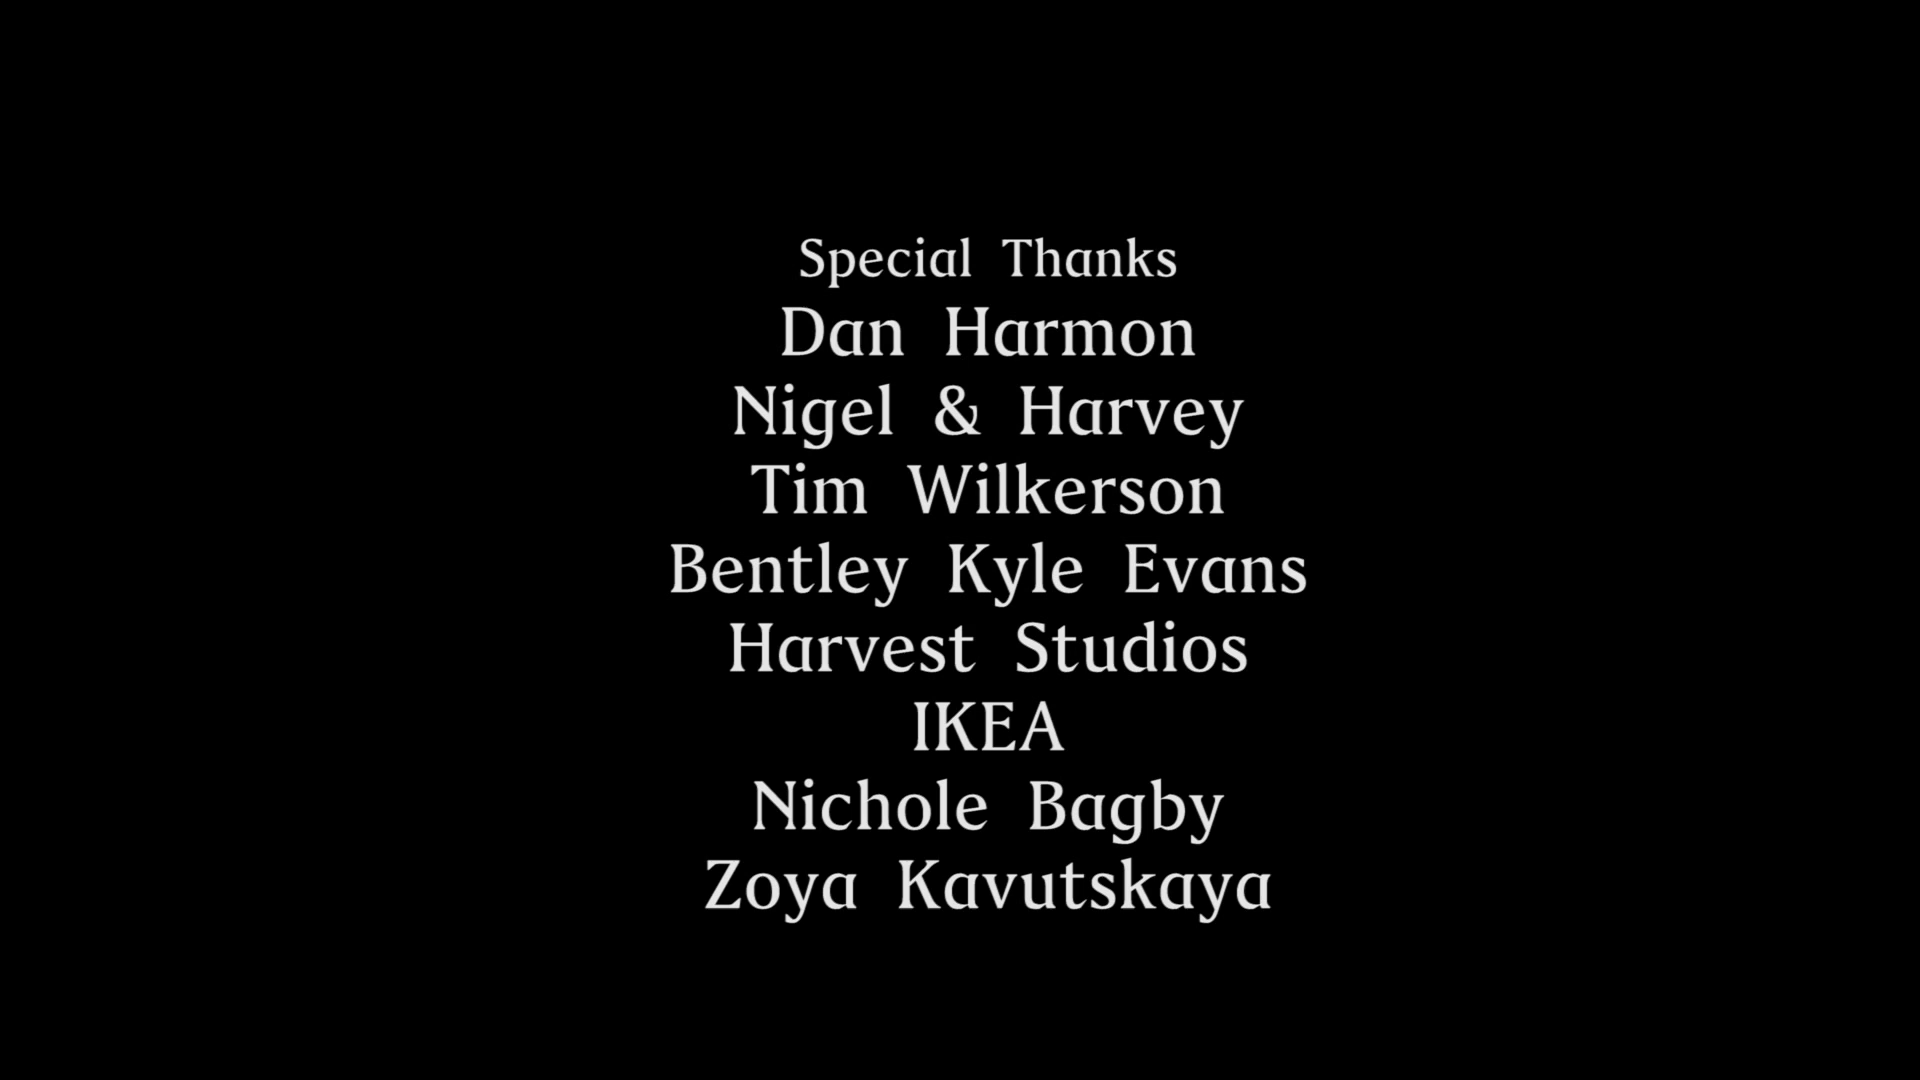 Special Thanks
Dan Harmon
Nigel & Harvey
Tim Wilkerson
Bentley Kyle Evans
Harvest Studios
IKEA
Nichole Bagby
Zoya Kavutskaya